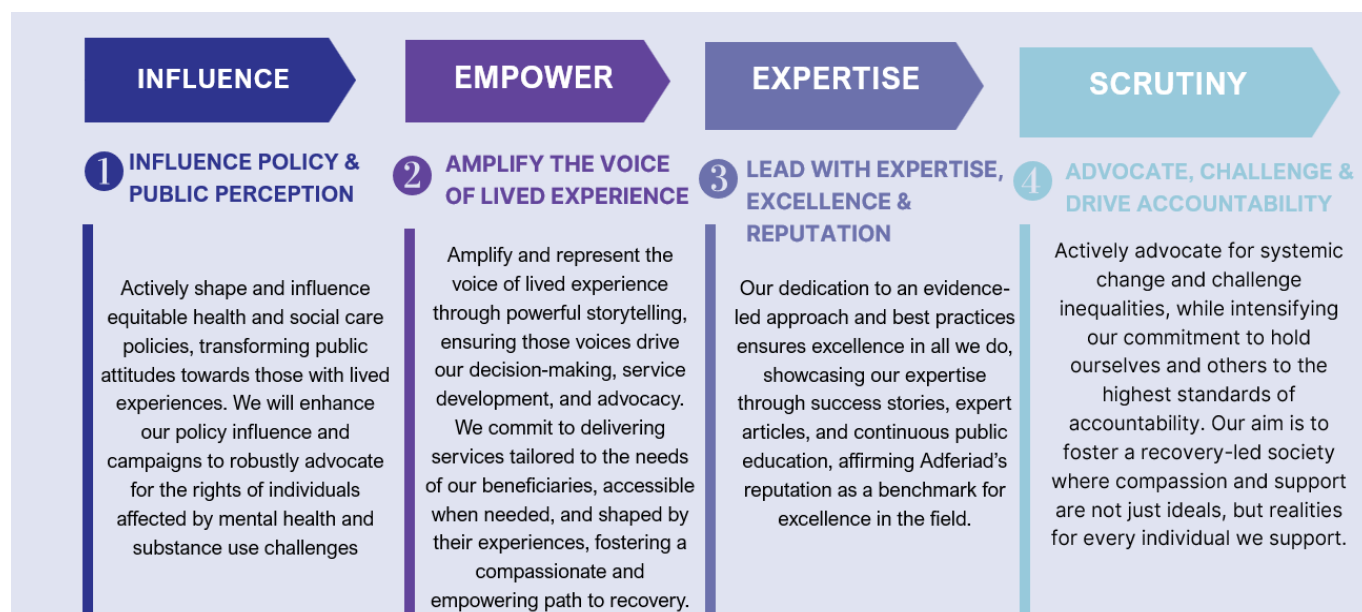 INFLUENCE
EMPOWER
EXPERTISE
SCRUTINY
1 INFLUENCE POLICY &
PUBLIC PERCEPTION
Actively shape and influence
equitable health and social care
policies, transforming public
attitudes towards those with lived
experiences. We will enhance
our policy influence and
campaigns to robustly advocate
for the rights of individuals
affected by mental health and
substance use challenges
2 AMPLIFY THE VOICE
OF LIVED EXPERIENCE
Amplify and represent the
voice of lived experience
through powerful storytelling,
ensuring those voices drive
our decision-making, service
development, and advocacy.
We commit to delivering
services tailored to the needs
of our beneficiaries, accessible
when needed, and shaped by
their experiences, fostering a
compassionate and
empowering path to recovery.
3 LEAD WITH EXPERTISE,
EXCELLENCE &
REPUTATION
Our dedication to an evidence-
led approach and best practices
ensures excellence in all we do,
showcasing our expertise
through success stories, expert
articles, and continuous public
education, affirming Adferiad's
reputation as a benchmark for
excellence in the field.
4 ADVOCATE, CHALLENGE &
DRIVE ACCOUNTABILITY
Actively advocate for systemic
change and challenge
inequalities, while intensifying
our commitment to hold
ourselves and others to the
highest standards of
accountability. Our aim is to
foster a recovery-led society
where compassion and support
are not just ideals, but realities
for every individual we support.